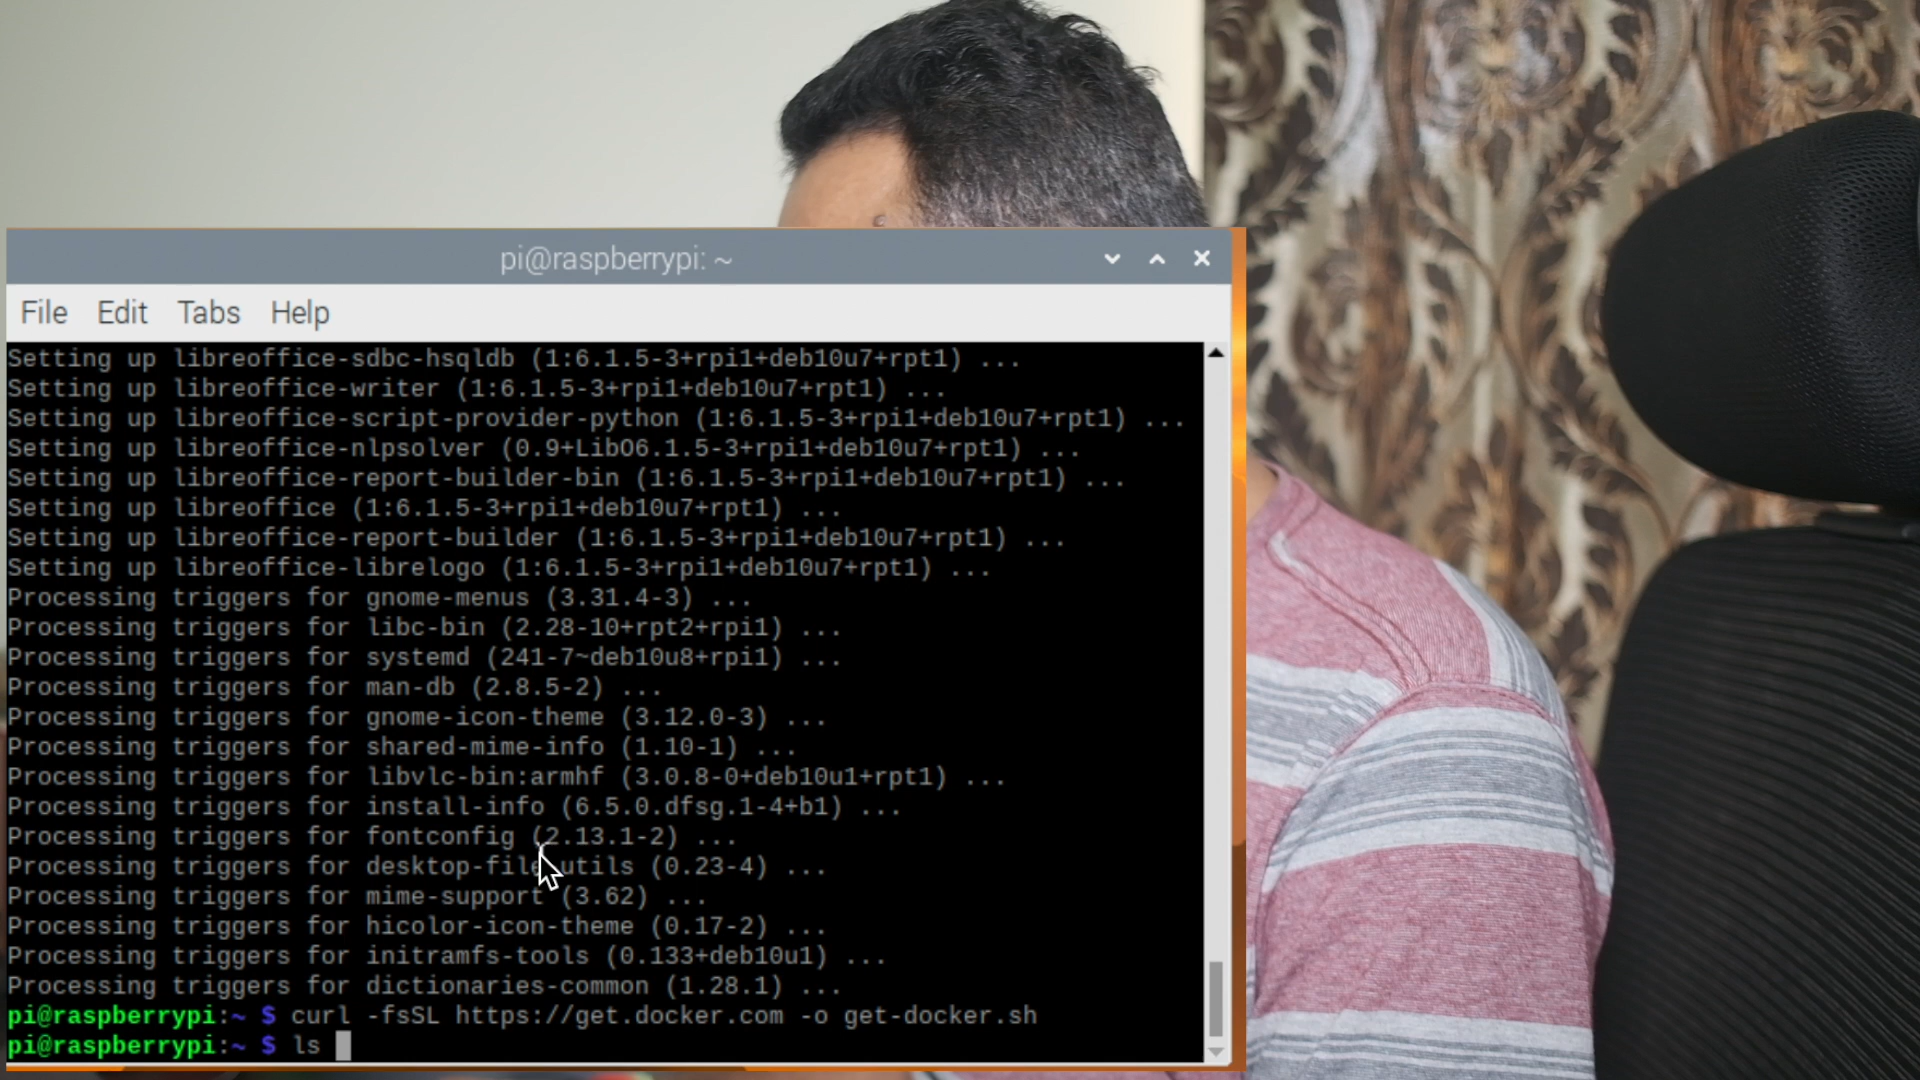 pi@raspberrypi: ~
File Edit Tabs Help
Setting up libreoffice-sdbc-hsqldb (1:6.1.5-3+rpi1+deb10u7+rpt1) ...
Setting up libreoffice-writer (1:6.1.5-3+rpi1+deb10u7+rpt1) ...
Setting up libreoffice-script-provider-python (1:6.1.5-3+rpi1+deb10u7+rpt1) ...
Setting up libreoffice-nlpsolver (0.9+LibO6.1.5-3+rpi1+deb10u7+rpt1) ...
Setting up libreoffice-report-builder-bin (1:6.1.5-3+rpi1+deb10u7+rpt1) ...
Setting up libreoffice (1:6.1.5-3+rpi1+deb10u7+rpt1) ...
Setting up libreoffice-report-builder (1:6.1.5-3+rpi1+deb10u7+rpt1) ...
Setting up libreoffice-librelogo (1:6.1.5-3+rpi1+deb10u7+rpt1) ...
Processing triggers for gnome-menus (3.31.4-3) ...
Processing triggers for libc-bin (2.28-10+rpt2+rpi1) ...
Processing triggers for systemd (241-7~deb10u8+rpi1) ...
Processing triggers for man-db (2.8.5-2) ...
Processing triggers for gnome-icon-theme (3.12.0-3) ...
Processing triggers for shared-mime-info (1.10-1) ...
Processing triggers for libvlc-bin:armhf (3.0.8-0+deb10u1+rpt1) ...
Processing triggers for install-info (6.5.0.dfsg.1-4+b1) ...
Processing triggers for fontconfig (2.13.1-2) ...
Processing triggers for desktop-file-utils (0.23-4) ...
Processing triggers for mime-support (3.62) ...
Processing triggers for hicolor-icon-theme (0.17-2) ...
Processing triggers for initramfs-tools (0.133+deb10u1) ...
Processing triggers for dictionaries-common (1.28.1) ...
pi@raspberrypi:~ $ curl -fsSL https://get.docker.com -o get-docker.sh
pi@raspberrypi:~ $ ls